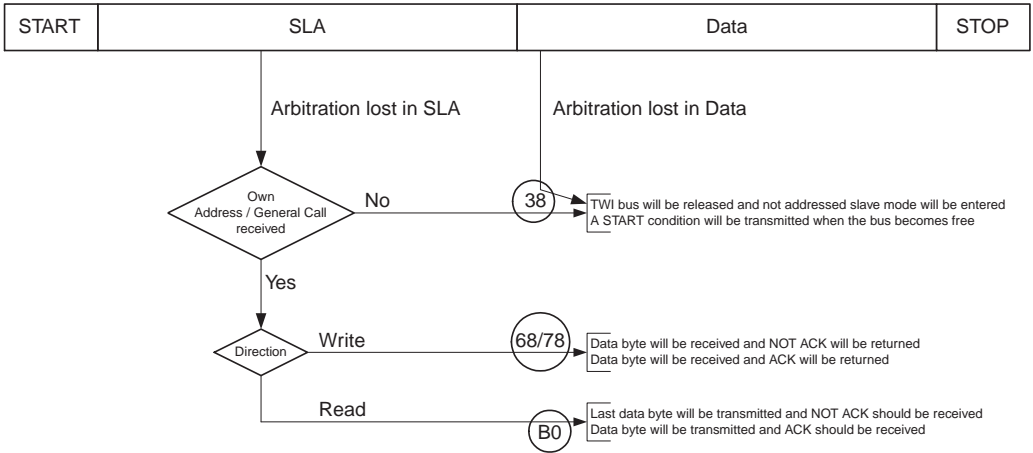 START SLA Data STOP
Arbitration lost in SLA Arbitration lost in Data
Own
Address / General Call
received
No
38
TWI bus will be released and not addressed slave mode will be entered
A START condition will be transmitted when the bus becomes free
Yes
Direction
Write
68/78
Data byte will be received and NOT ACK will be returned
Data byte will be received and ACK will be returned
Read
B0
Last data byte will be transmitted and NOT ACK should be received
Data byte will be transmitted and ACK should be received